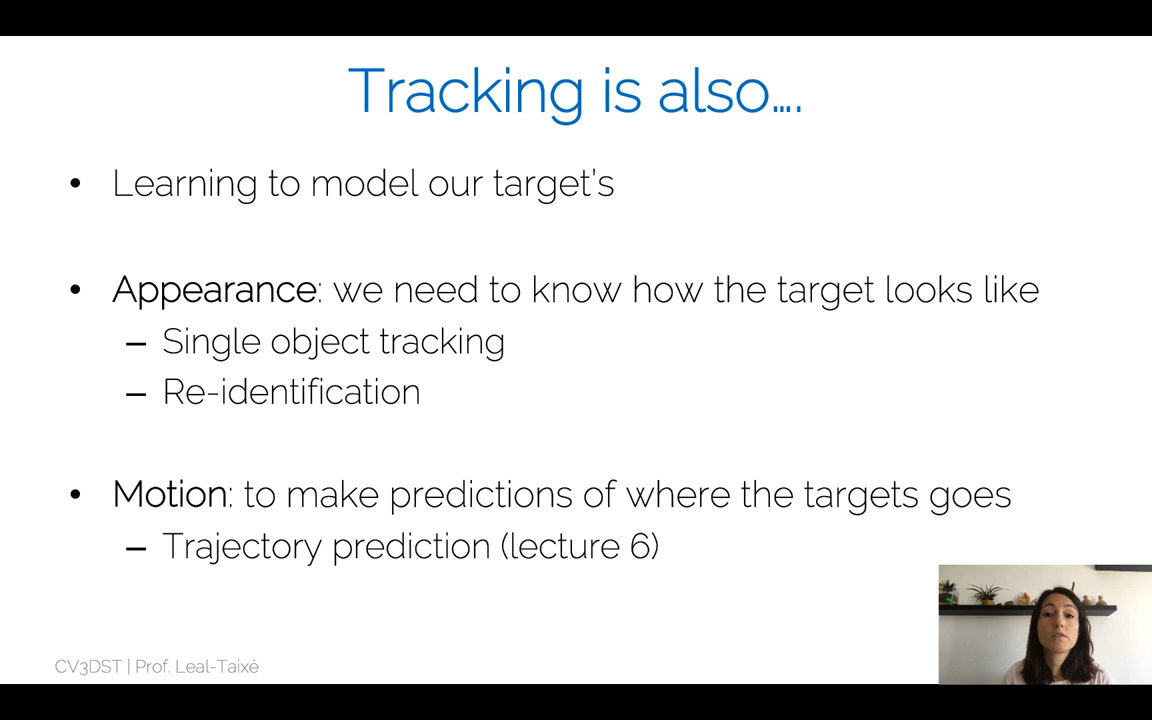 Tracking is also....
• Learning to model our target's
• Appearance: we need to know how the target looks like
– Single object tracking
– Re-identification
• Motion: to make predictions of where the targets goes
– Trajectory prediction (lecture 6)
CV3DST | Prof. Leal-Taixé